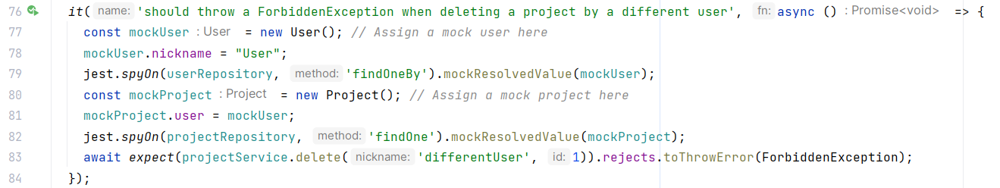 76 it( name: 'should throw a ForbiddenException when deleting a project by a different user', fn: async () : Promise<void> => {
77 const mockUser : User = new User(); // Assign a mock user here
78 mockUser.nickname = "User";
79 jest.spyOn(userRepository, method: 'findOneBy').mockResolvedValue(mockUser);
80 const mockProject : Project = new Project(); // Assign a mock project here
81 mockProject.user = mockUser;
82 jest.spyOn(projectRepository, method: 'findOne').mockResolvedValue(mockProject);
83 await expect(projectService.delete( nickname: 'differentUser', id: 1)).rejects.toThrowError(ForbiddenException);
84 });